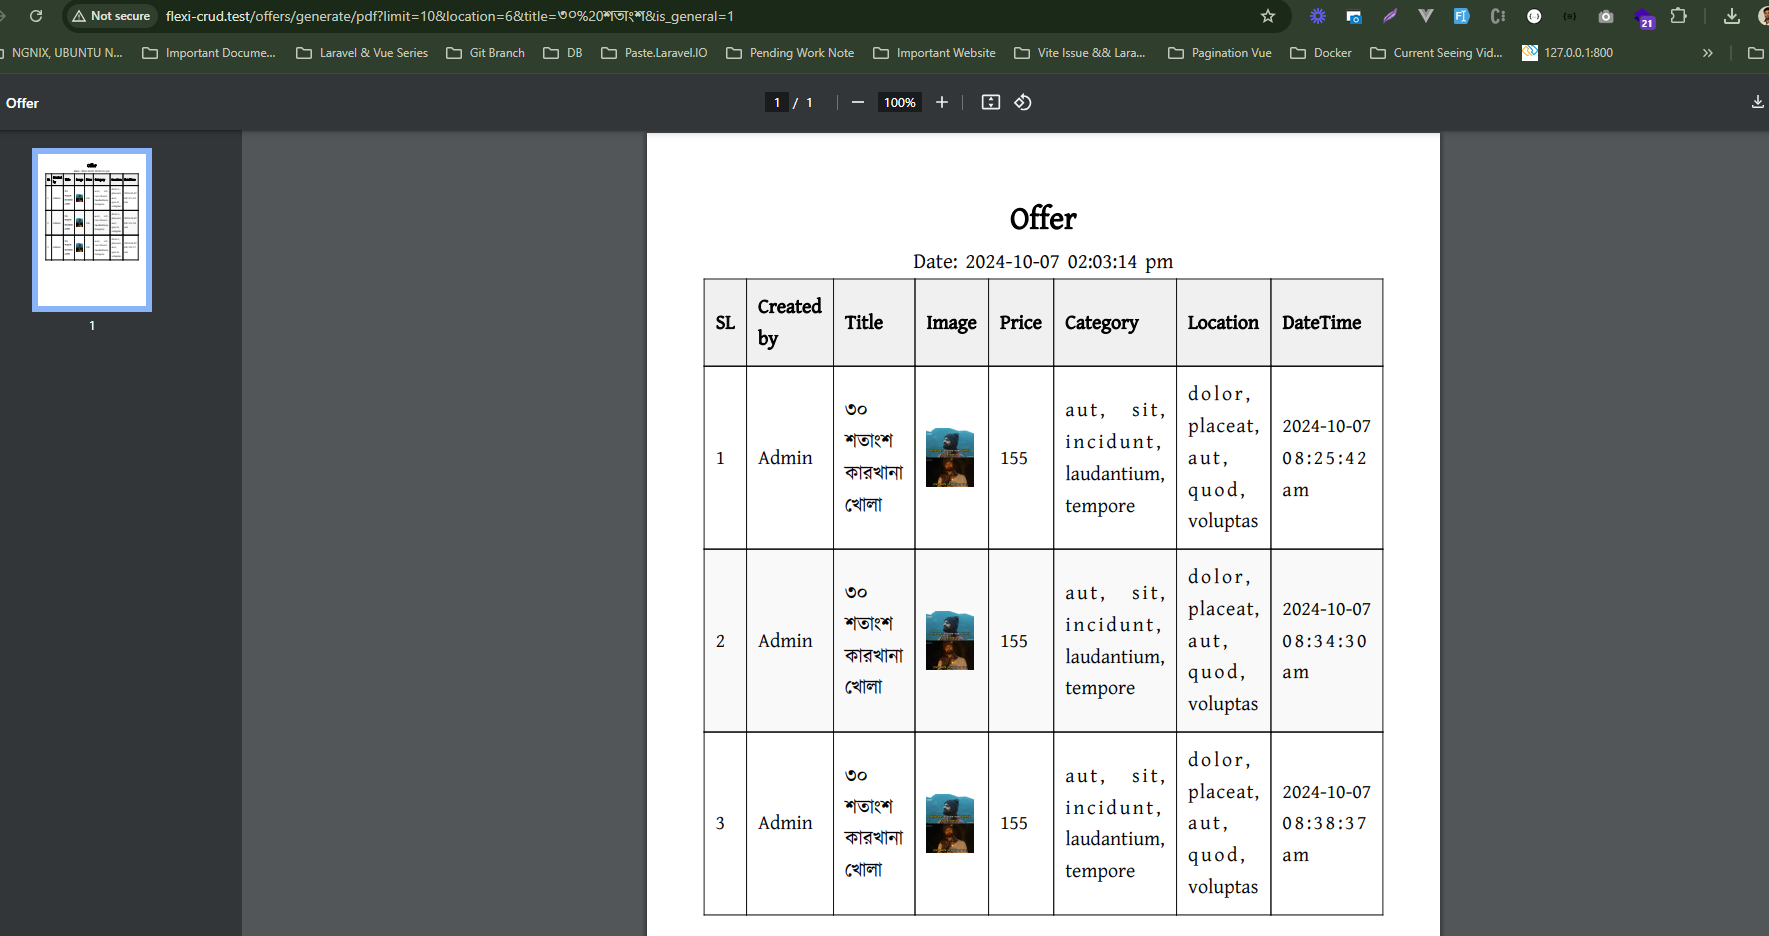 Not secure
flexi-crud.test/offers/generate/pdf?limit=10&location=6&title=৩০%20শতাংশ&is_general=1
21
NGNIX, UBUNTU N...
Important Docume...
Laravel & Vue Series
Git Branch
DB
Paste.Laravel.IO
Pending Work Note
Important Website
Vite Issue && Lara...
Pagination Vue
Docker
Current Seeing Vid...
127.0.0.1:800
Offer
1 / 1
100%
1
Offer
Date: 2024-10-07 02:03:14 pm
SL
Created
by
Title
Image
Price
Category
Location
DateTime
1
Admin
৩০
শতাংশ
কারখানা
খোলা
155
aut, sit,
incidunt,
laudantium,
tempore
dolor,
placeat,
aut,
quod,
voluptas
2024-10-07
08:25:42
am
2
Admin
৩০
শতাংশ
কারখানা
খোলা
155
aut, sit,
incidunt,
laudantium,
tempore
dolor,
placeat,
aut,
quod,
voluptas
2024-10-07
08:34:30
am
3
Admin
৩০
শতাংশ
কারখানা
খোলা
155
aut, sit,
incidunt,
laudantium,
tempore
dolor,
placeat,
aut,
quod,
voluptas
2024-10-07
08:38:37
am